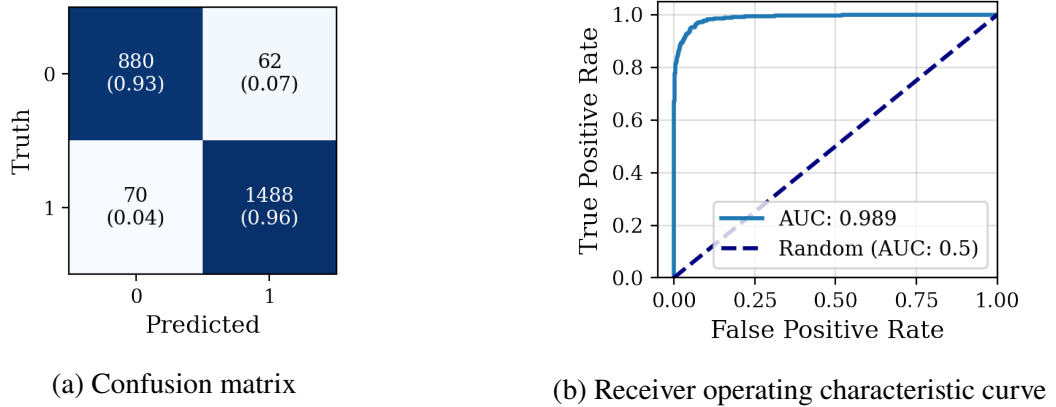 0
880
(0.93)
62
(0.07)
Truth
1
70
(0.04)
1488
(0.96)
0
1
Predicted
(a) Confusion matrix
1.0
0.8
0.6
0.4
0.2
0.0
True Positive Rate
AUC: 0.989
Random (AUC: 0.5)
0.00
0.25
0.50
0.75
1.00
False Positive Rate
(b) Receiver operating characteristic curve